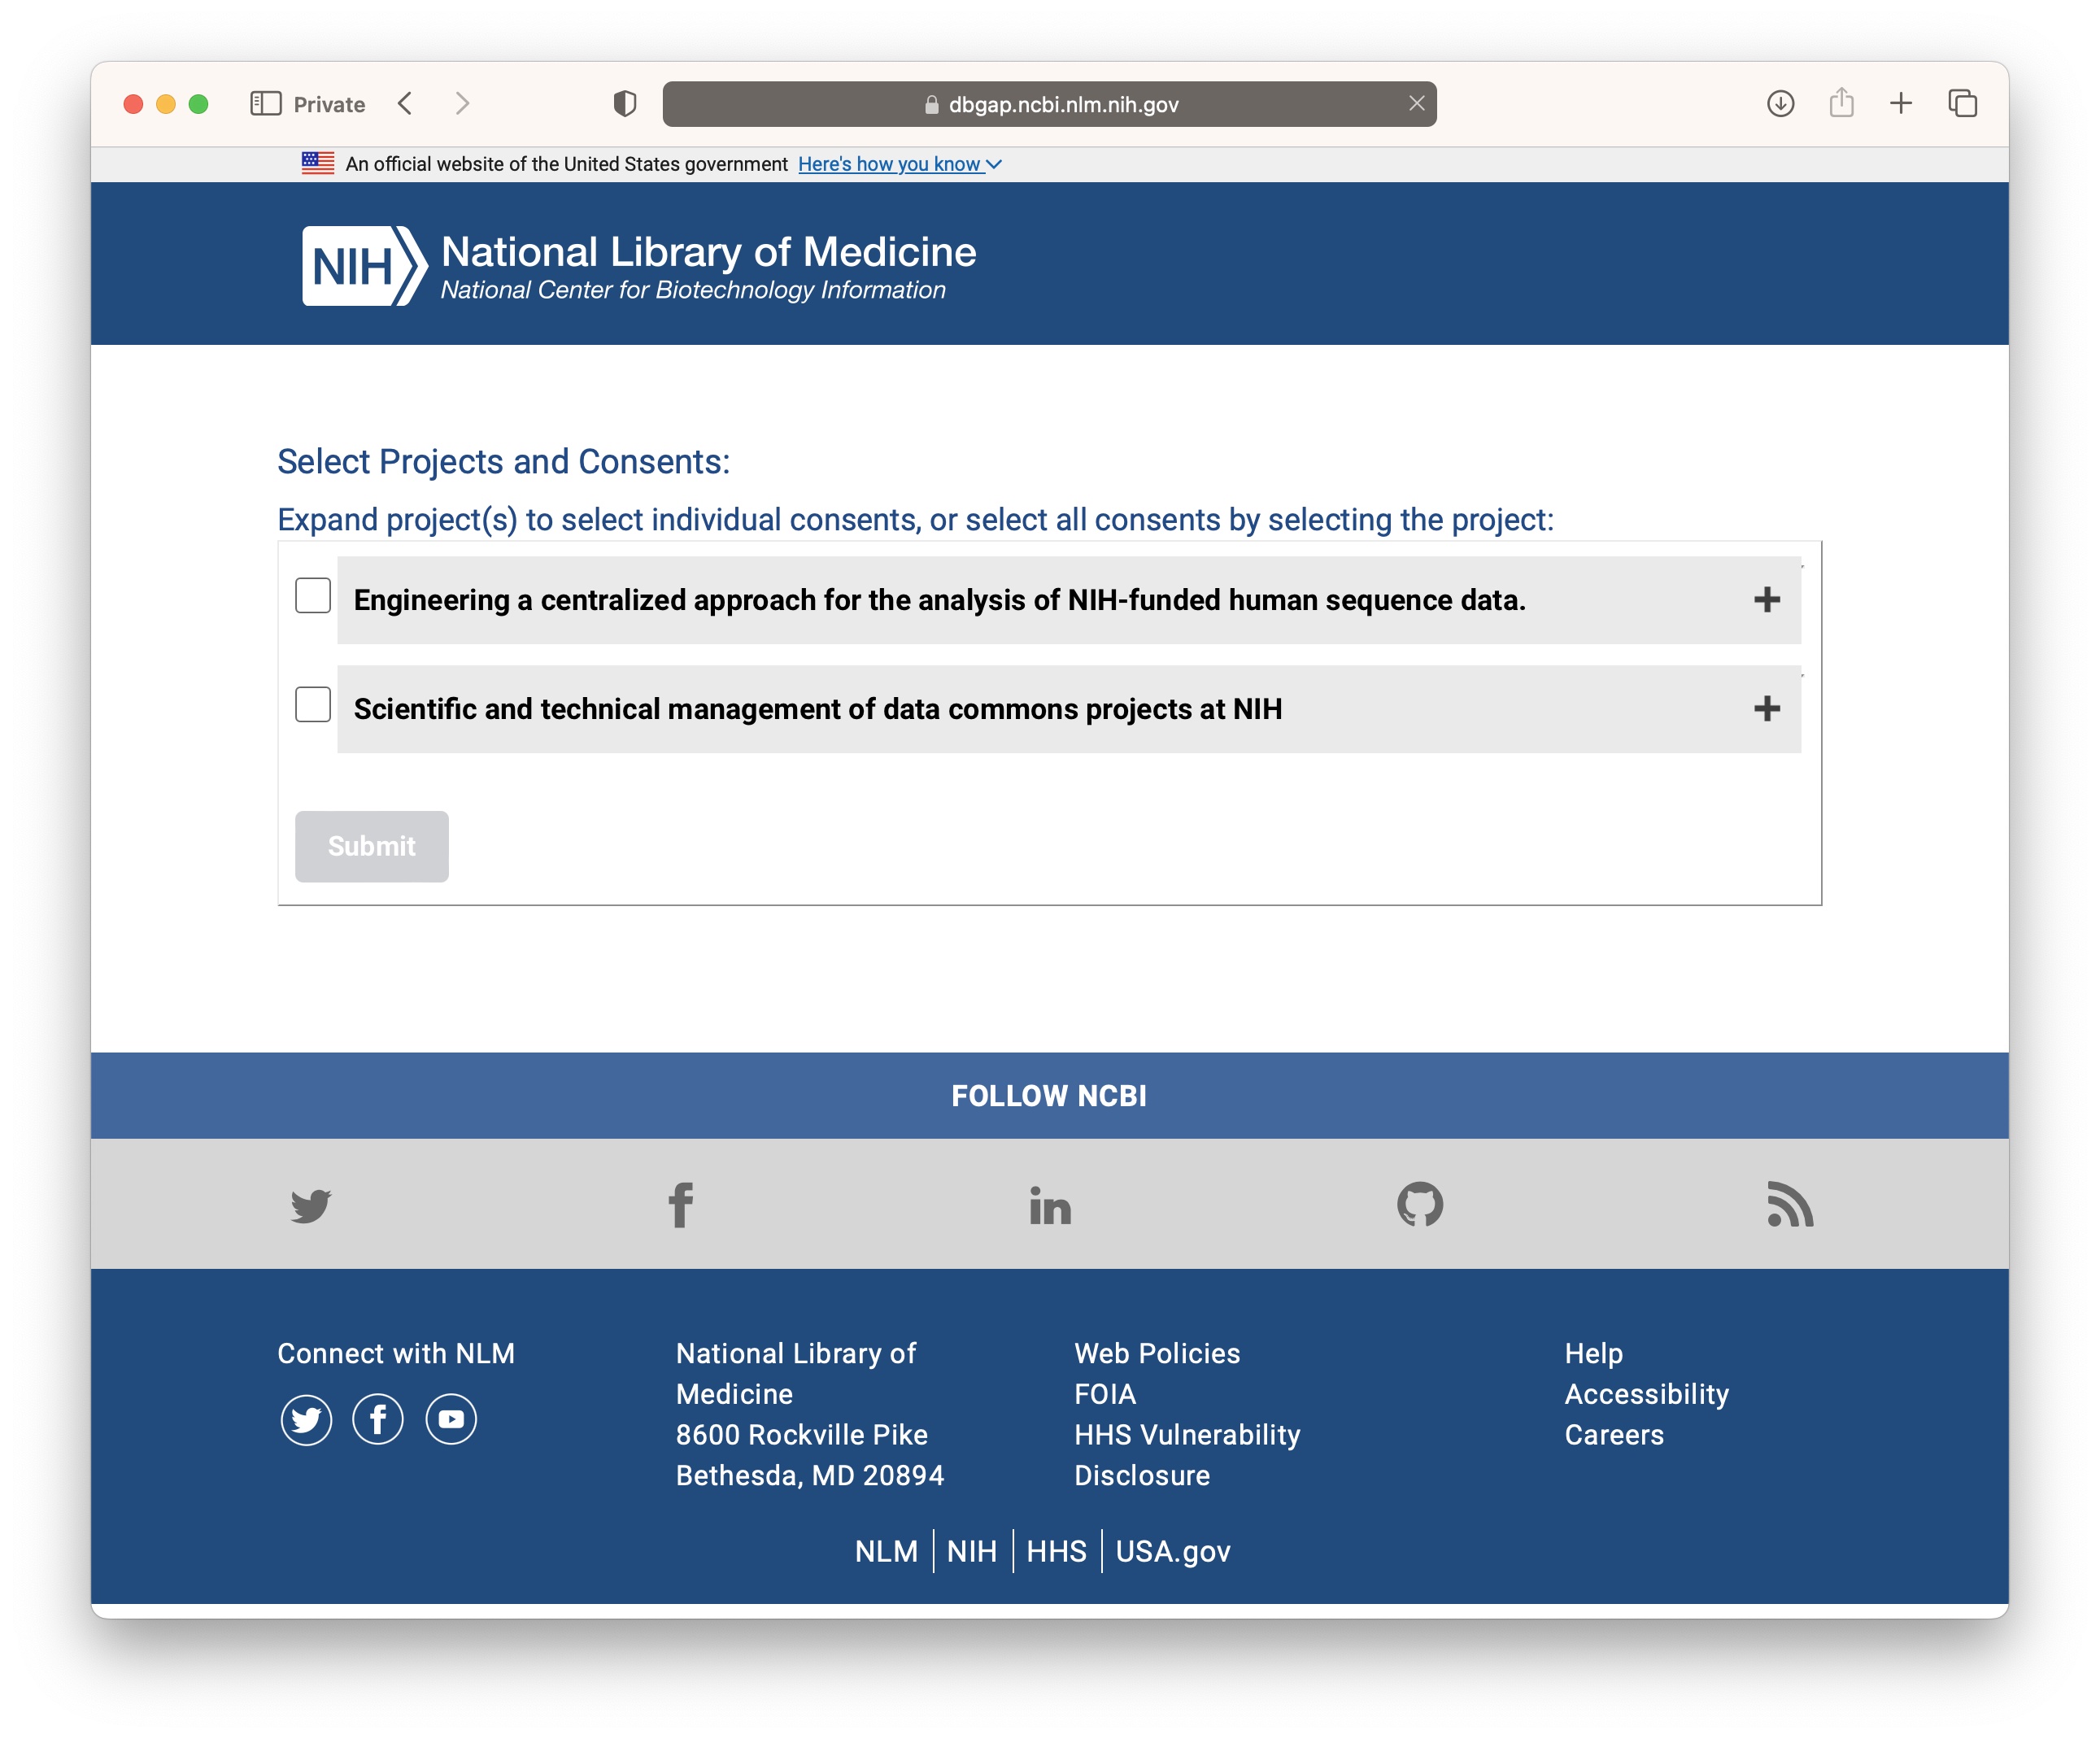 Private
dbgap.ncbi.nlm.nih.gov
An official website of the United States government Here's how you know
NIH National Library of Medicine
National Center for Biotechnology Information
Select Projects and Consents:
Expand project(s) to select individual consents, or select all consents by selecting the project:
Engineering a centralized approach for the analysis of NIH-funded human sequence data.
Scientific and technical management of data commons projects at NIH
Submit
FOLLOW NCBI
Connect with NLM
National Library of
Medicine
8600 Rockville Pike
Bethesda, MD 20894
Web Policies
FOIA
HHS Vulnerability
Disclosure
Help
Accessibility
Careers
NLM | NIH | HHS | USA.gov